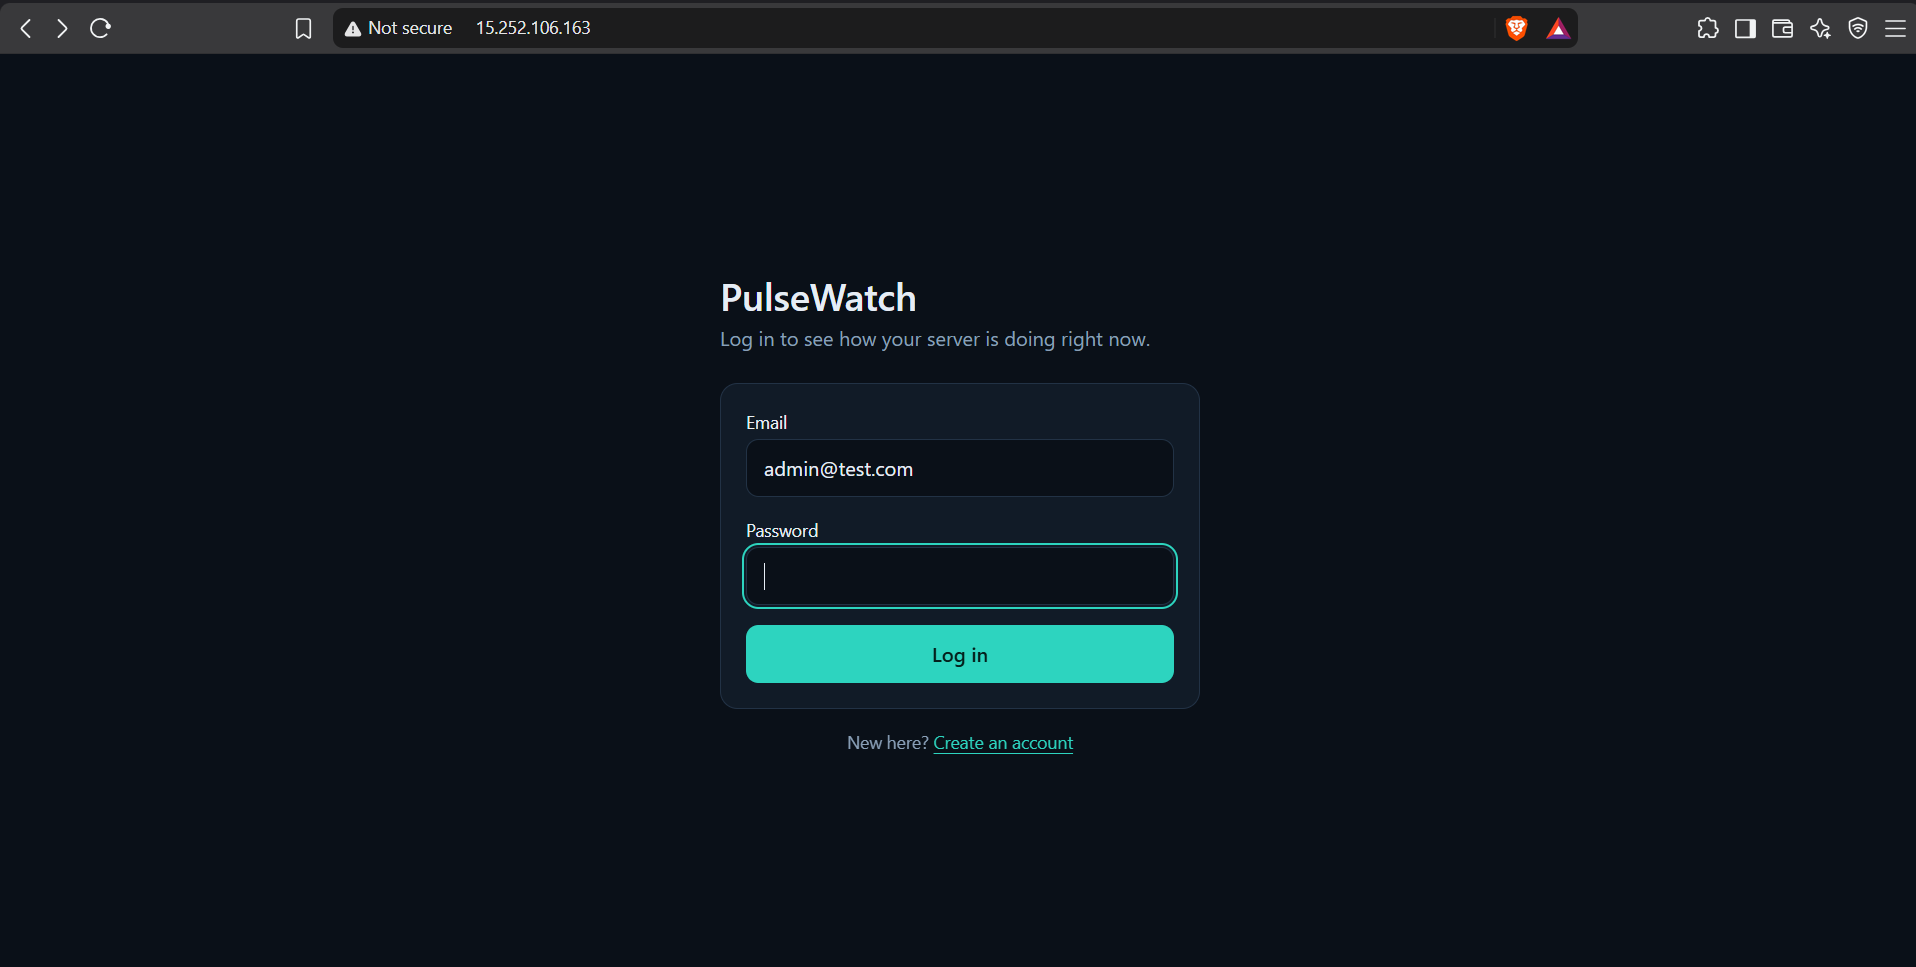 Not secure 15.252.106.163
PulseWatch
Log in to see how your server is doing right now.
Email
admin@test.com
Password
Log in
New here? Create an account